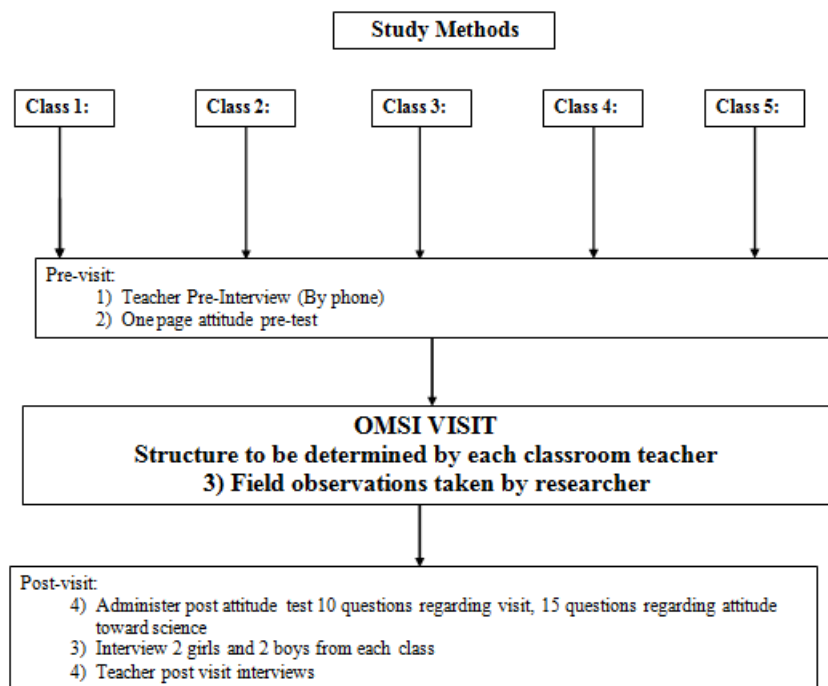 Study Methods
Class 1:
Class 2:
Class 3:
Class 4:
Class 5:
Pre-visit:
1) Teacher Pre-Interview (By phone)
2) One page attitude pre-test
OMSI VISIT
Structure to be determined by each classroom teacher
3) Field observations taken by researcher
Post-visit:
4) Administer post attitude test 10 questions regarding visit, 15 questions regarding attitude
toward science
3) Interview 2 girls and 2 boys from each class
4) Teacher post visit interviews